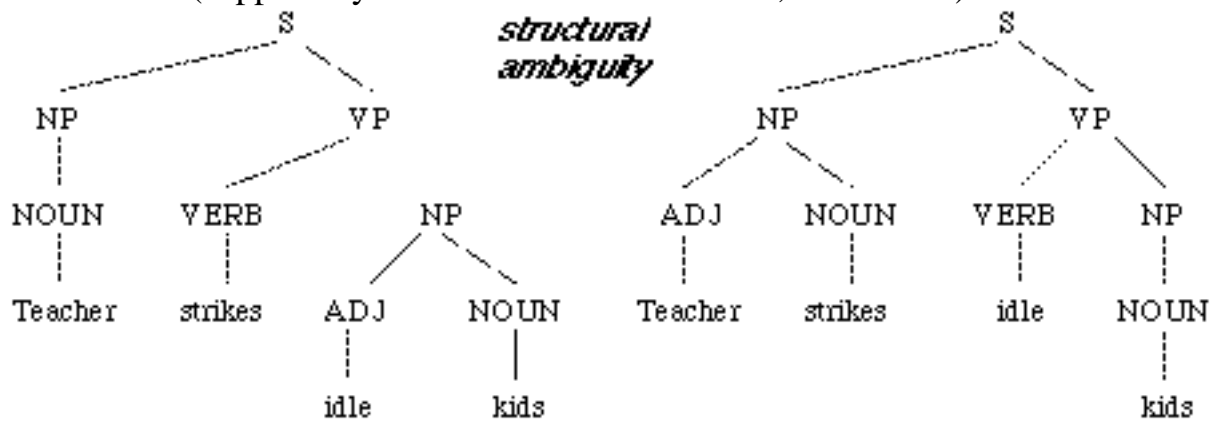 S structural S
ambiguity
NP VP NP VP
NOUN VERB NP ADJ NOUN VERB NP
Teacher strikes ADJ NOUN Teacher strikes idle NOUN
idle kids kids